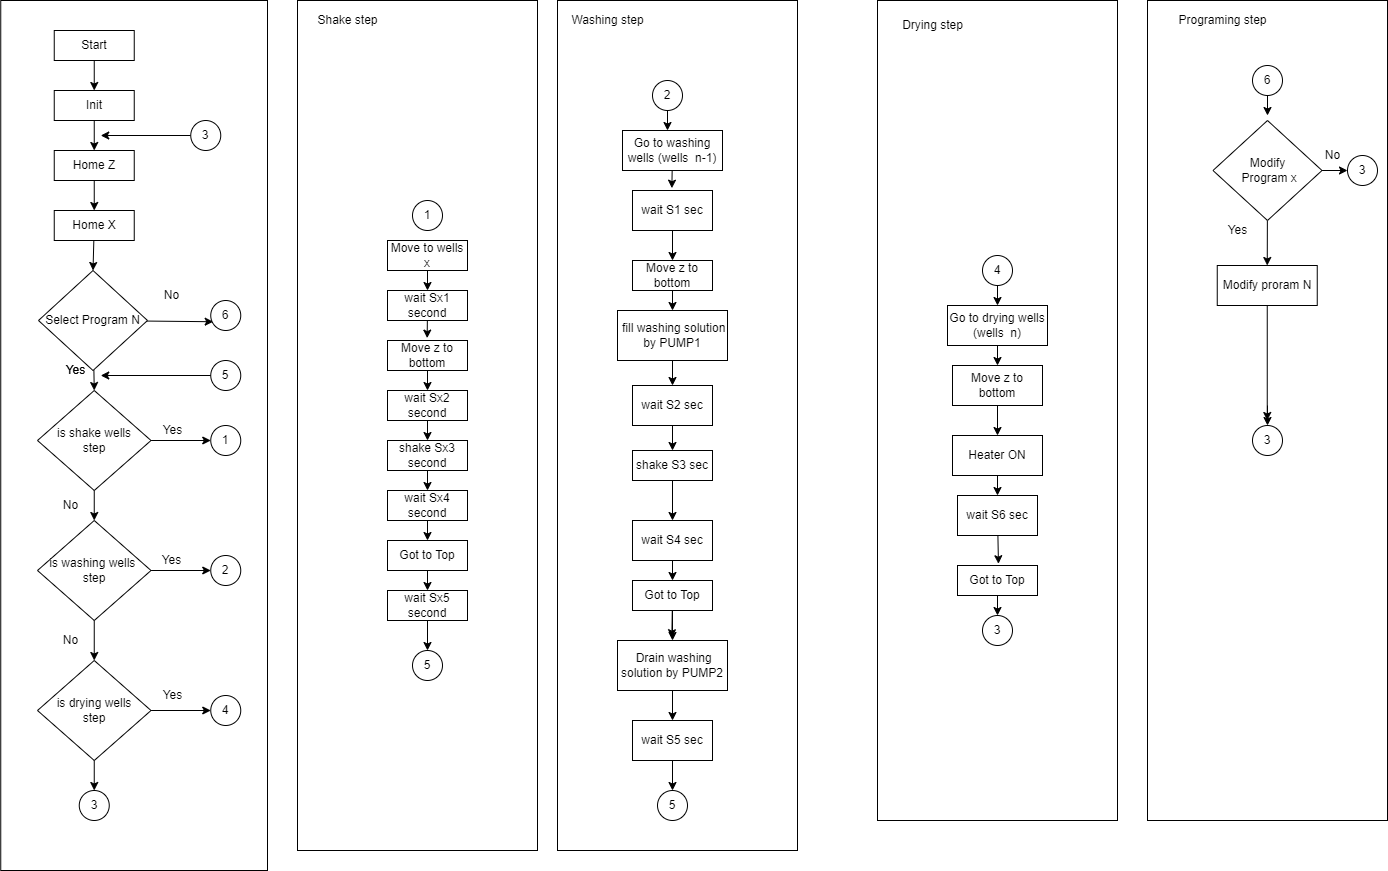 Start
Init
3
Home Z
Home X
Select Program N
No
6
Yes
5
is shake wells
step
Yes
1
No
is washing wells
step
Yes
2
No
is drying wells
step
Yes
4
3
Shake step
1
Move to wells
x
wait Sx1
second
Move z to
bottom
wait Sx2
second
shake Sx3
second
wait Sx4
second
Got to Top
wait Sx5
second
5
Washing step
2
Go to washing
wells (wells n-1)
wait S1 sec
Move z to
bottom
fill washing solution
by PUMP1
wait S2 sec
shake S3 sec
wait S4 sec
Got to Top
Drain washing
solution by PUMP2
wait S5 sec
5
Drying step
4
Go to drying wells
(wells n)
Move z to
bottom
Heater ON
wait S6 sec
Got to Top
3
Programing step
6
Modify
Program x
No
3
Yes
Modify proram N
3